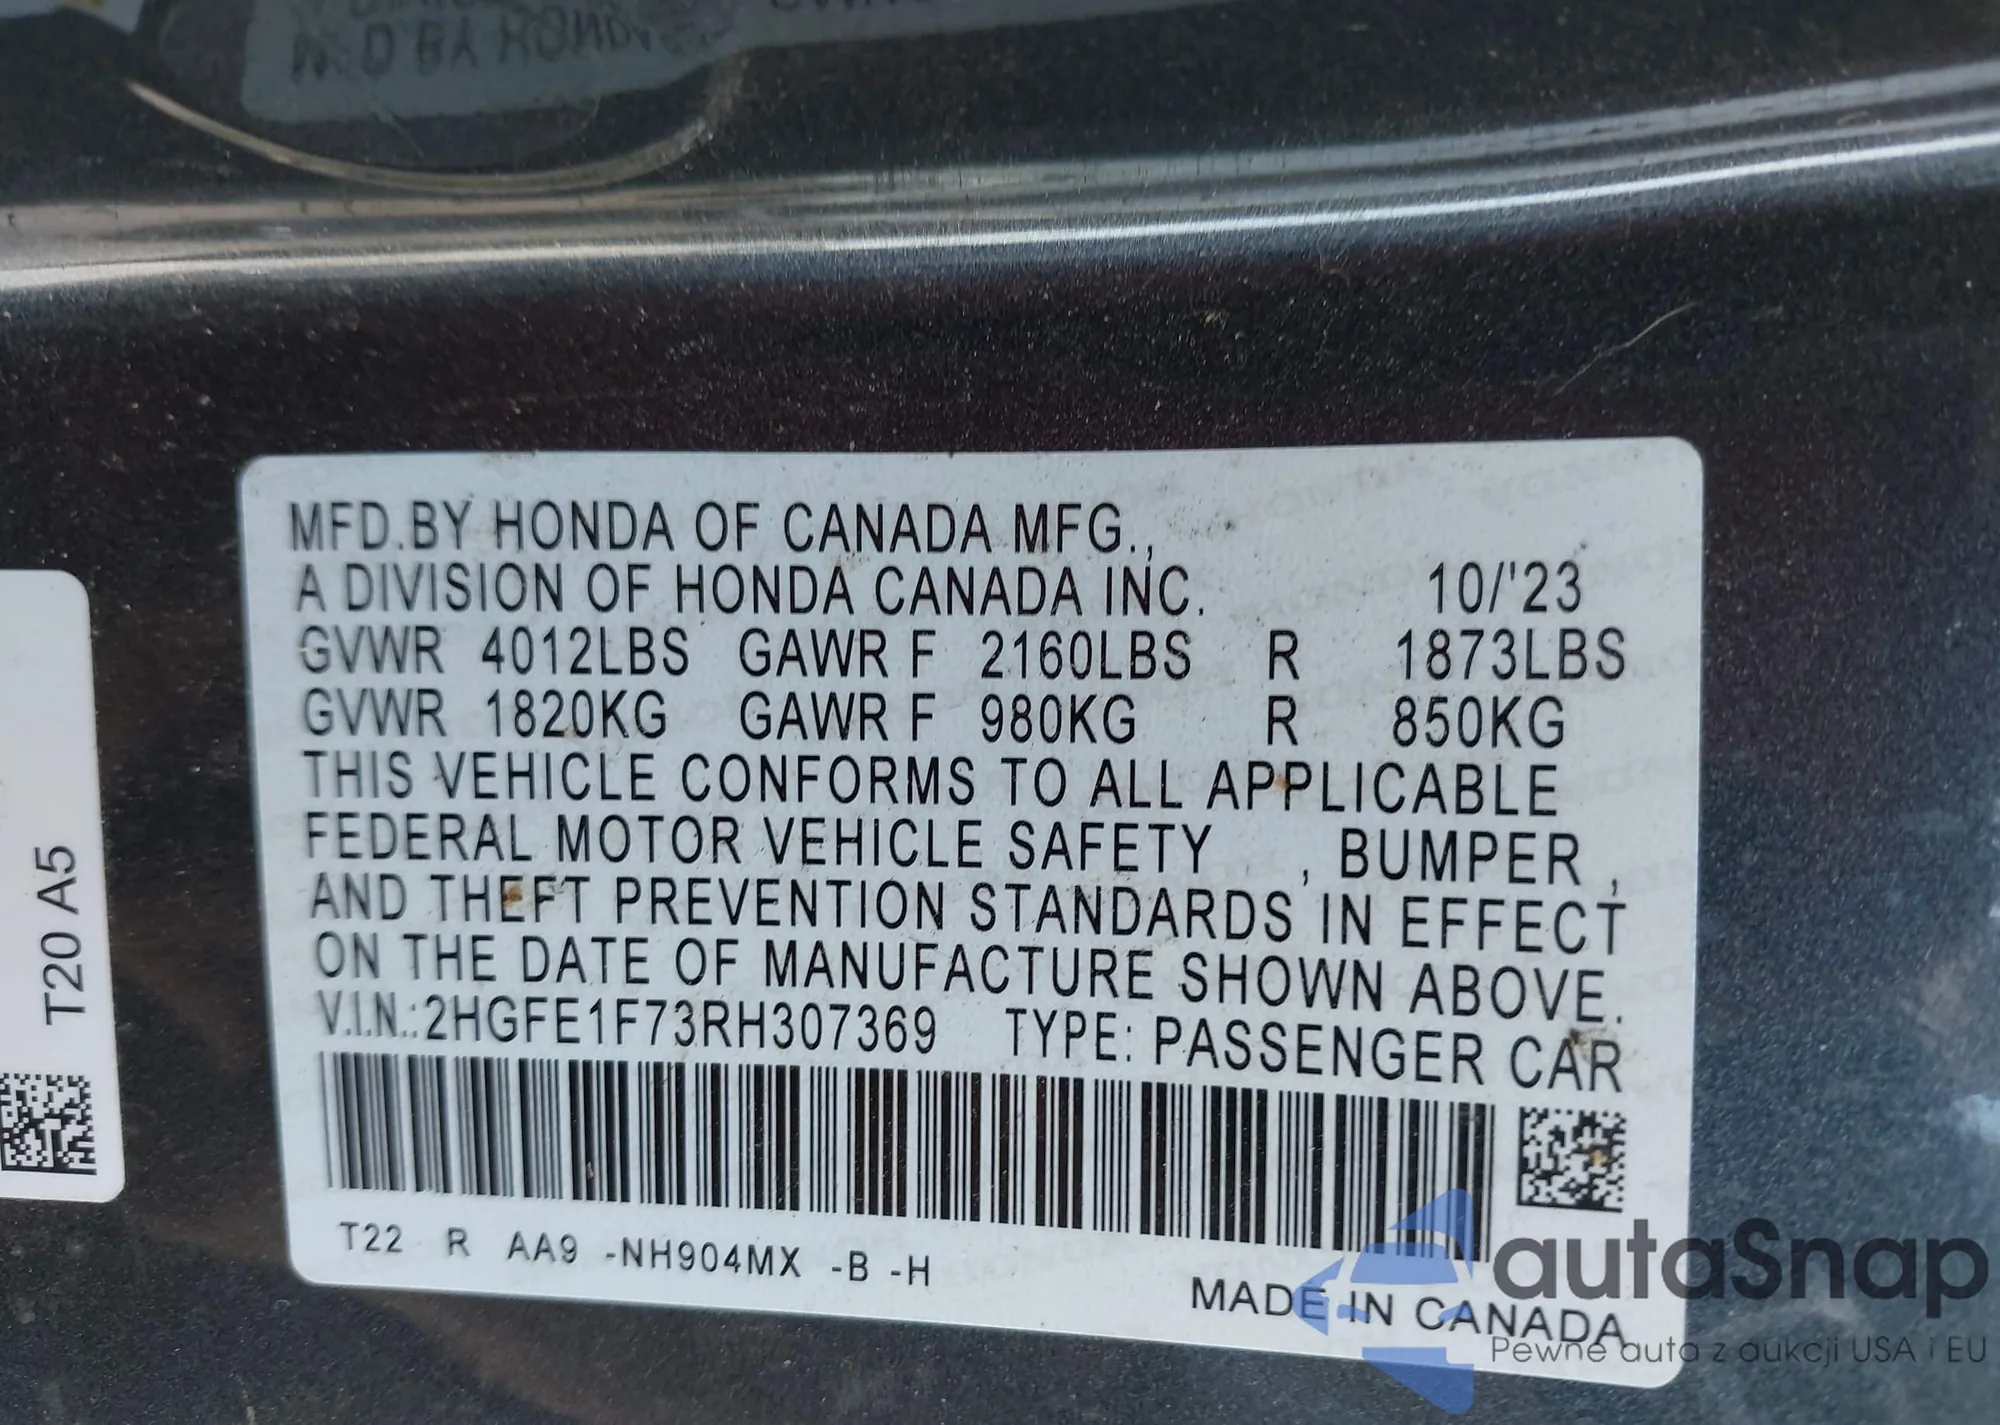 MFD.BY HONDA OF CANADA MFG.,
A DIVISION OF HONDA CANADA INC. 10/'23
GVWR 4012LBS GAWR F 2160LBS R 1873LBS
GVWR 1820KG GAWR F 980KG R 850KG
THIS VEHICLE CONFORMS TO ALL APPLICABLE
FEDERAL MOTOR VEHICLE SAFETY , BUMPER ,
AND THEFT PREVENTION STANDARDS IN EFFECT
ON THE DATE OF MANUFACTURE SHOWN ABOVE.
V.I.N.:2HGFE1F73RH307369 TYPE: PASSENGER CAR
T22 R AA9 -NH904MX -B -H
MADE IN CANADA
T20 A5
autaSnap
Pewne auta z aukcji USA i EU